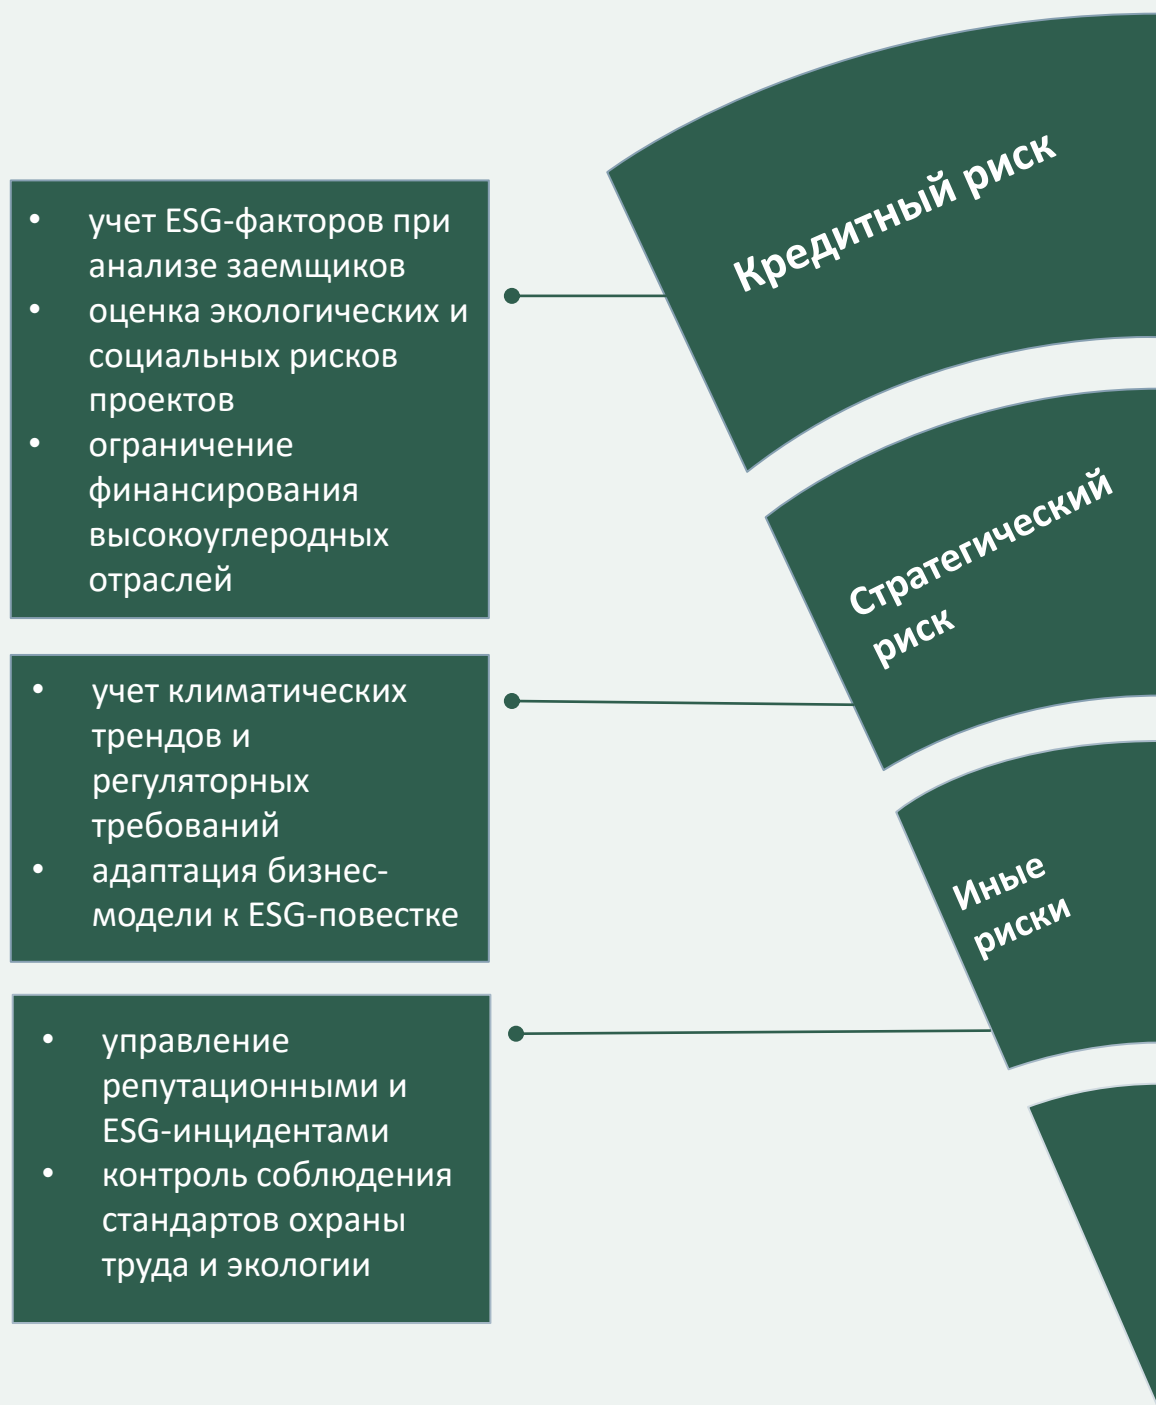 Кредитный риск
• учет ESG-факторов при
анализе заемщиков
• оценка экологических и
социальных рисков
проектов
• ограничение
финансирования
высокоуглеродных
отраслей
Стратегический
риск
• учет климатических
трендов и
регуляторных
требований
• адаптация бизнес-
модели к ESG-повестке
Иные
риски
• управление
репутационными и
ESG-инцидентами
• контроль соблюдения
стандартов охраны
труда и экологии